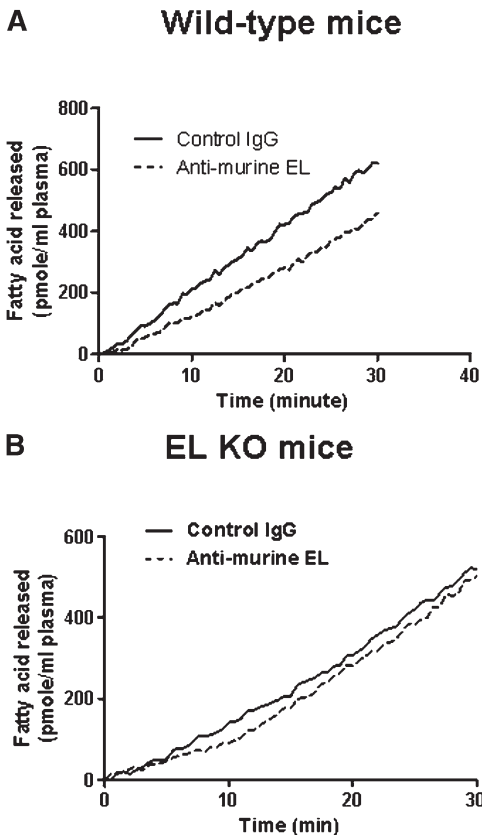 A
Wild-type mice
800
600
400
200
0
Fatty acid released
(pmole/ml plasma)
Control IgG
Anti-murine EL
0 10 20 30 40
Time (minute)
B
EL KO mice
600
400
200
0
Fatty acid released
(pmole/ml plasma)
Control IgG
Anti-murine EL
0 10 20 30
Time (min)